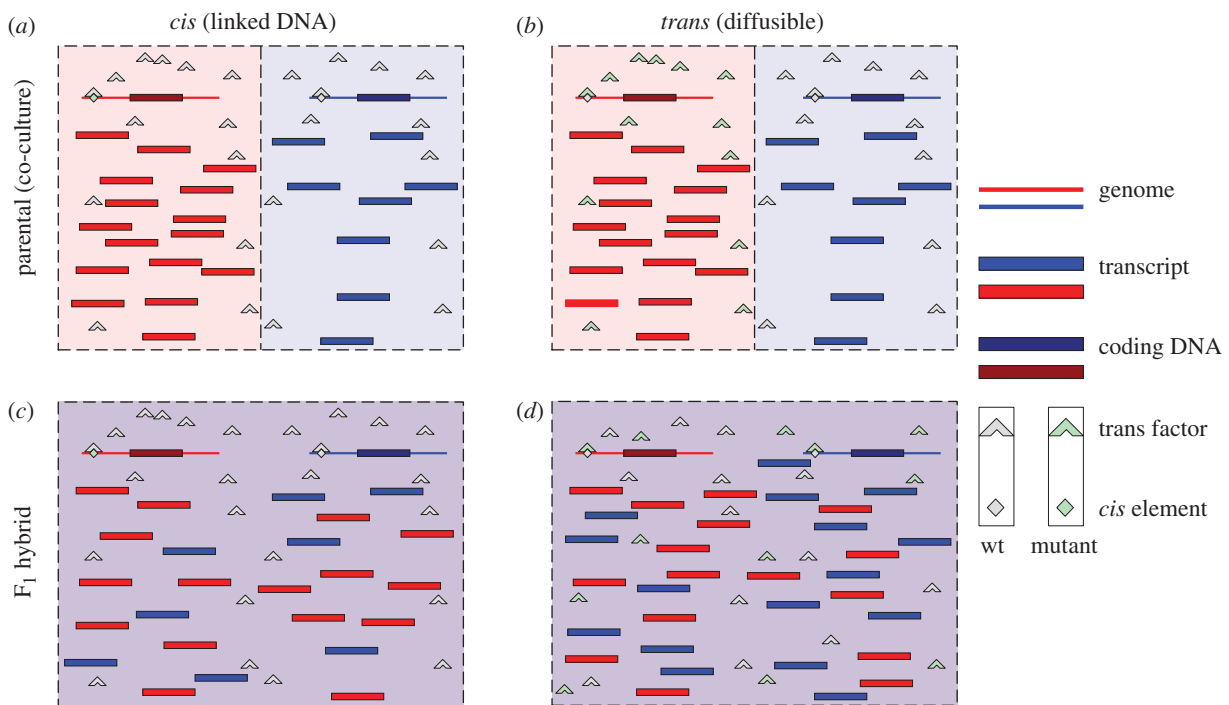 (a)
cis (linked DNA)
(b)
trans (diffusible)
parental (co-culture)
genome
transcript
coding DNA
(c)
(d)
F₁ hybrid
trans factor
cis element
wt
mutant